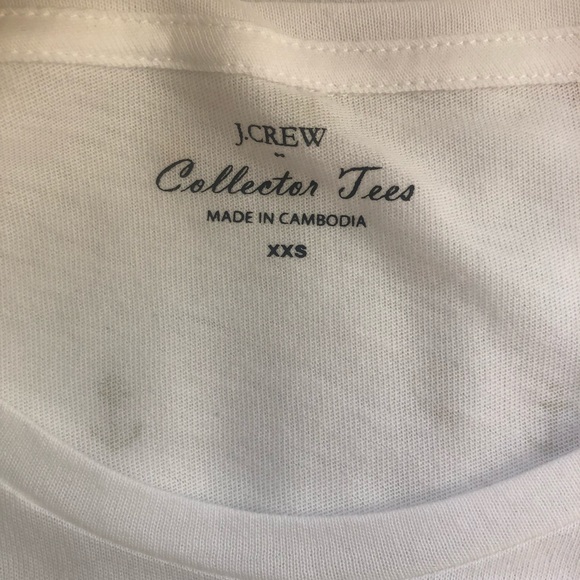 J.CREW
Collector Tees
MADE IN CAMBODIA
XXS